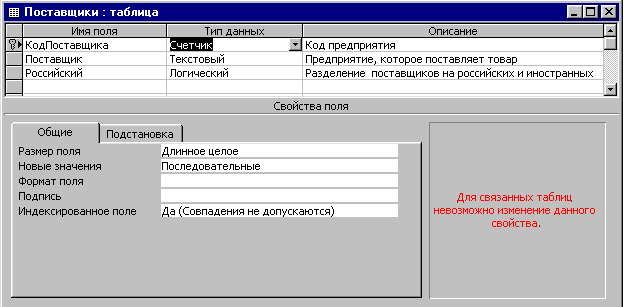 Поставщики : таблица
Имя поля Тип данных Описание
КодПоставщика Счетчик Код предприятия
Поставщик Текстовый Предприятие, которое поставляет товар
Российский Логический Разделение поставщиков на российских и иностранных
Свойства поля
Общие Подстановка
Размер поля Длинное целое
Новые значения Последовательные
Формат поля
Подпись
Индексированное поле Да (Совпадения не допускаются)
Для связанных таблиц
невозможно изменение данного
свойства.